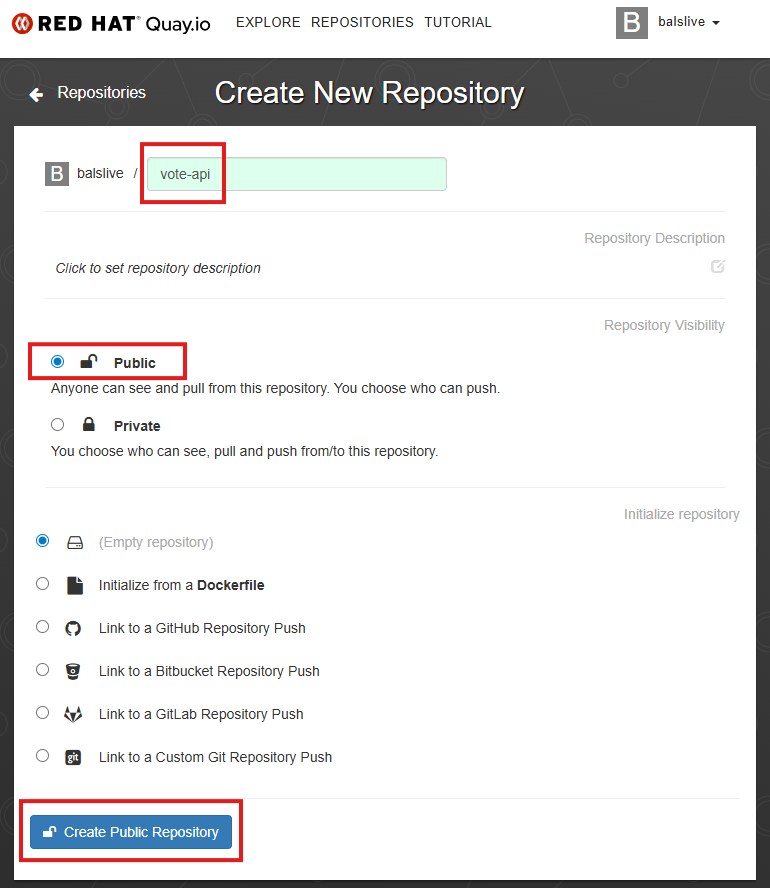 RED HAT Quay.io EXPLORE REPOSITORIES TUTORIAL B balslive
Repositories Create New Repository
B balslive / vote-api
Repository Description
Click to set repository description
Repository Visibility
Public
Anyone can see and pull from this repository. You choose who can push.
Private
You choose who can see, pull and push from/to this repository.
Initialize repository
(Empty repository)
Initialize from a Dockerfile
Link to a GitHub Repository Push
Link to a Bitbucket Repository Push
Link to a GitLab Repository Push
git Link to a Custom Git Repository Push
Create Public Repository